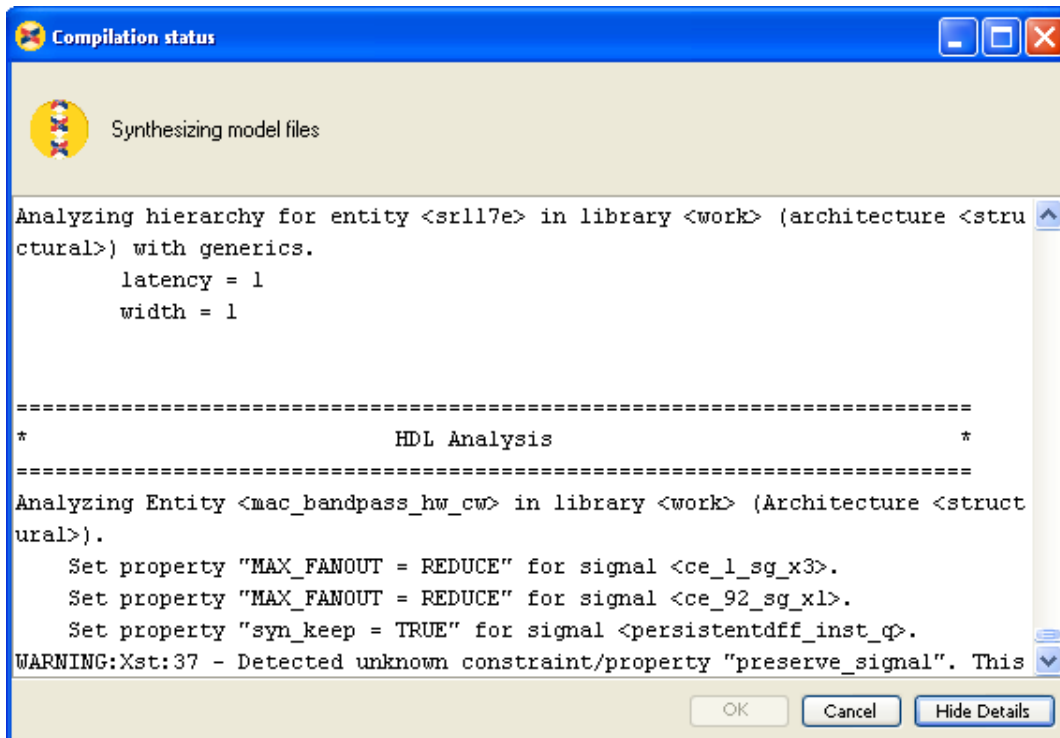 Compilation status
Synthesizing model files
Analyzing hierarchy for entity <srl17e> in library <work> (architecture <stru
ctural>) with generics.
latency = 1
width = 1
=========================================================================
* HDL Analysis *
=========================================================================
Analyzing Entity <mac_bandpass_hw_cw> in library <work> (Architecture <struct
ural>).
Set property "MAX_FANOUT = REDUCE" for signal <ce_1_sg_x3>.
Set property "MAX_FANOUT = REDUCE" for signal <ce_92_sg_x1>.
Set property "syn_keep = TRUE" for signal <persistentdff_inst_q>.
WARNING:Xst:37 - Detected unknown constraint/property "preserve_signal". This
OK Cancel Hide Details